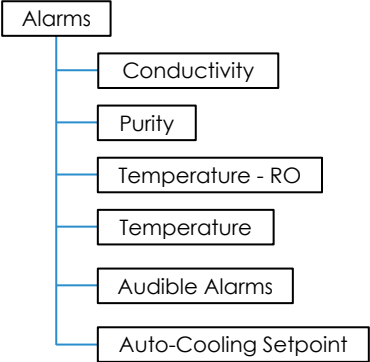 Alarms
Conductivity
Purity
Temperature - RO
Temperature
Audible Alarms
Auto-Cooling Setpoint